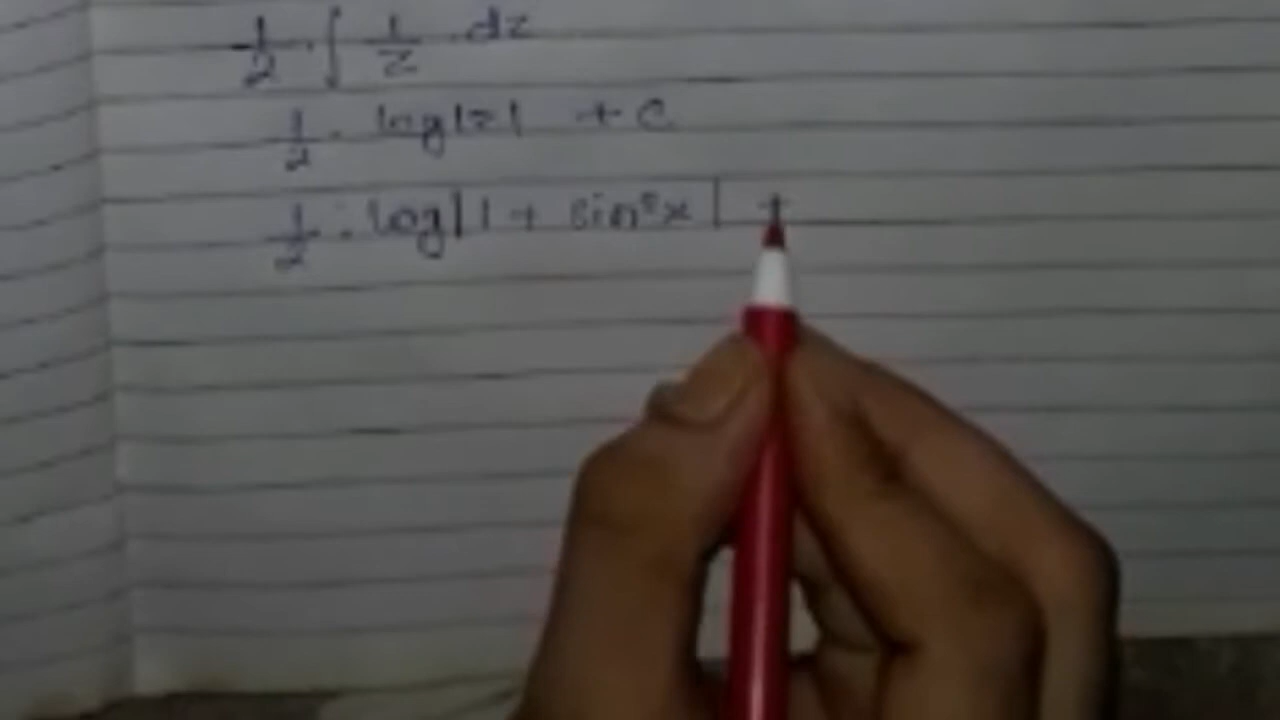 1/2 . ∫ 1/z . dz
1/2 . log|z| + c
1/2 . log|1 + sin²x| +